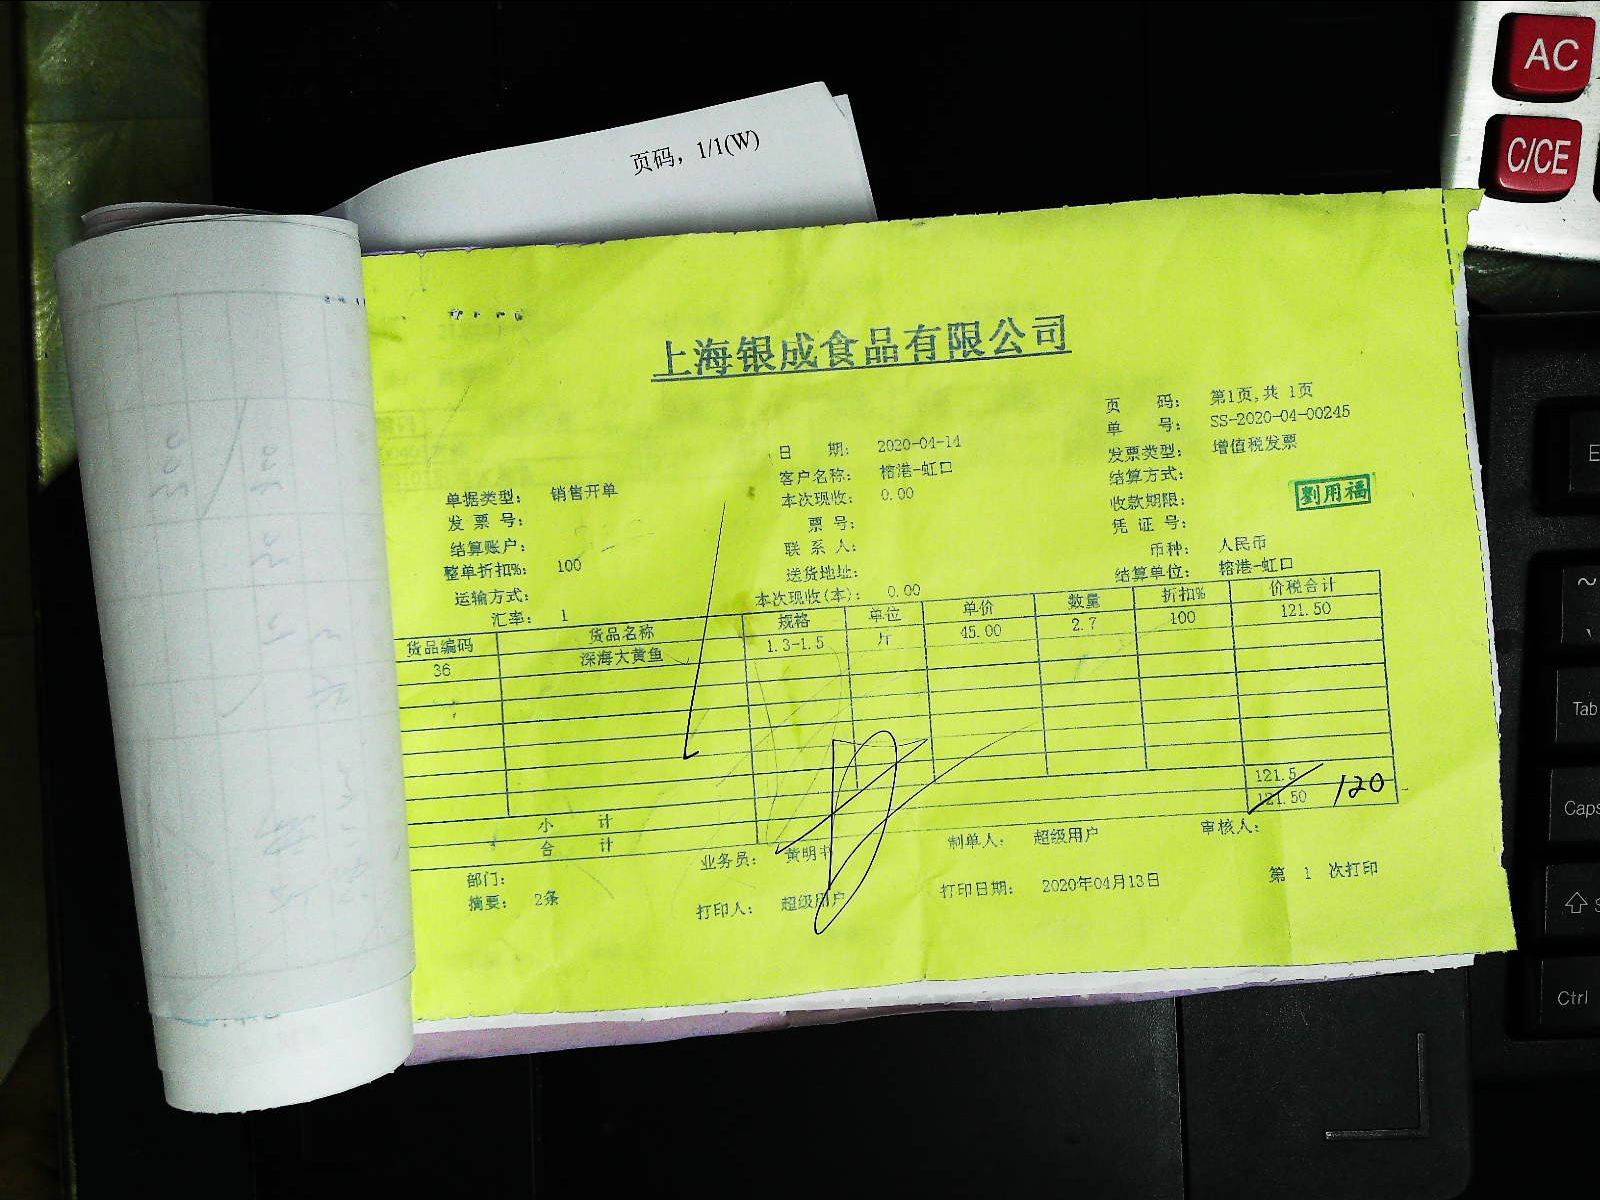 页码，1/1(W)
AC
C/CE
上海银成食品有限公司
页 码： 第1页,共 1页
单 号： SS-2020-04-00245
日 期： 2020-04-14
发票类型： 增值税发票
客户名称： 榕港-虹口
结算方式：
单据类型： 销售开单
本次现收： 0.00
收款期限：
劉用福
发 票 号：
票 号：
凭 证 号：
结算账户：
联 系 人：
币种： 人民币
整单折扣%： 100
送货地址：
结算单位： 榕港-虹口
运输方式：
本次现收(本)： 0.00
汇率： 1
货品编码 货品名称 规格 单位 单价 数量 折扣% 价税合计
36 深海大黄鱼 1.3-1.5 斤 45.00 2.7 100 121.50
小 计 121.5
合 计 121.50 120
部门： 业务员： 黄明 制单人： 超级用户 审核人：
摘要： 2条 打印人： 超级用户 打印日期： 2020年04月13日 第 1 次打印
Tab
Caps
Ctrl